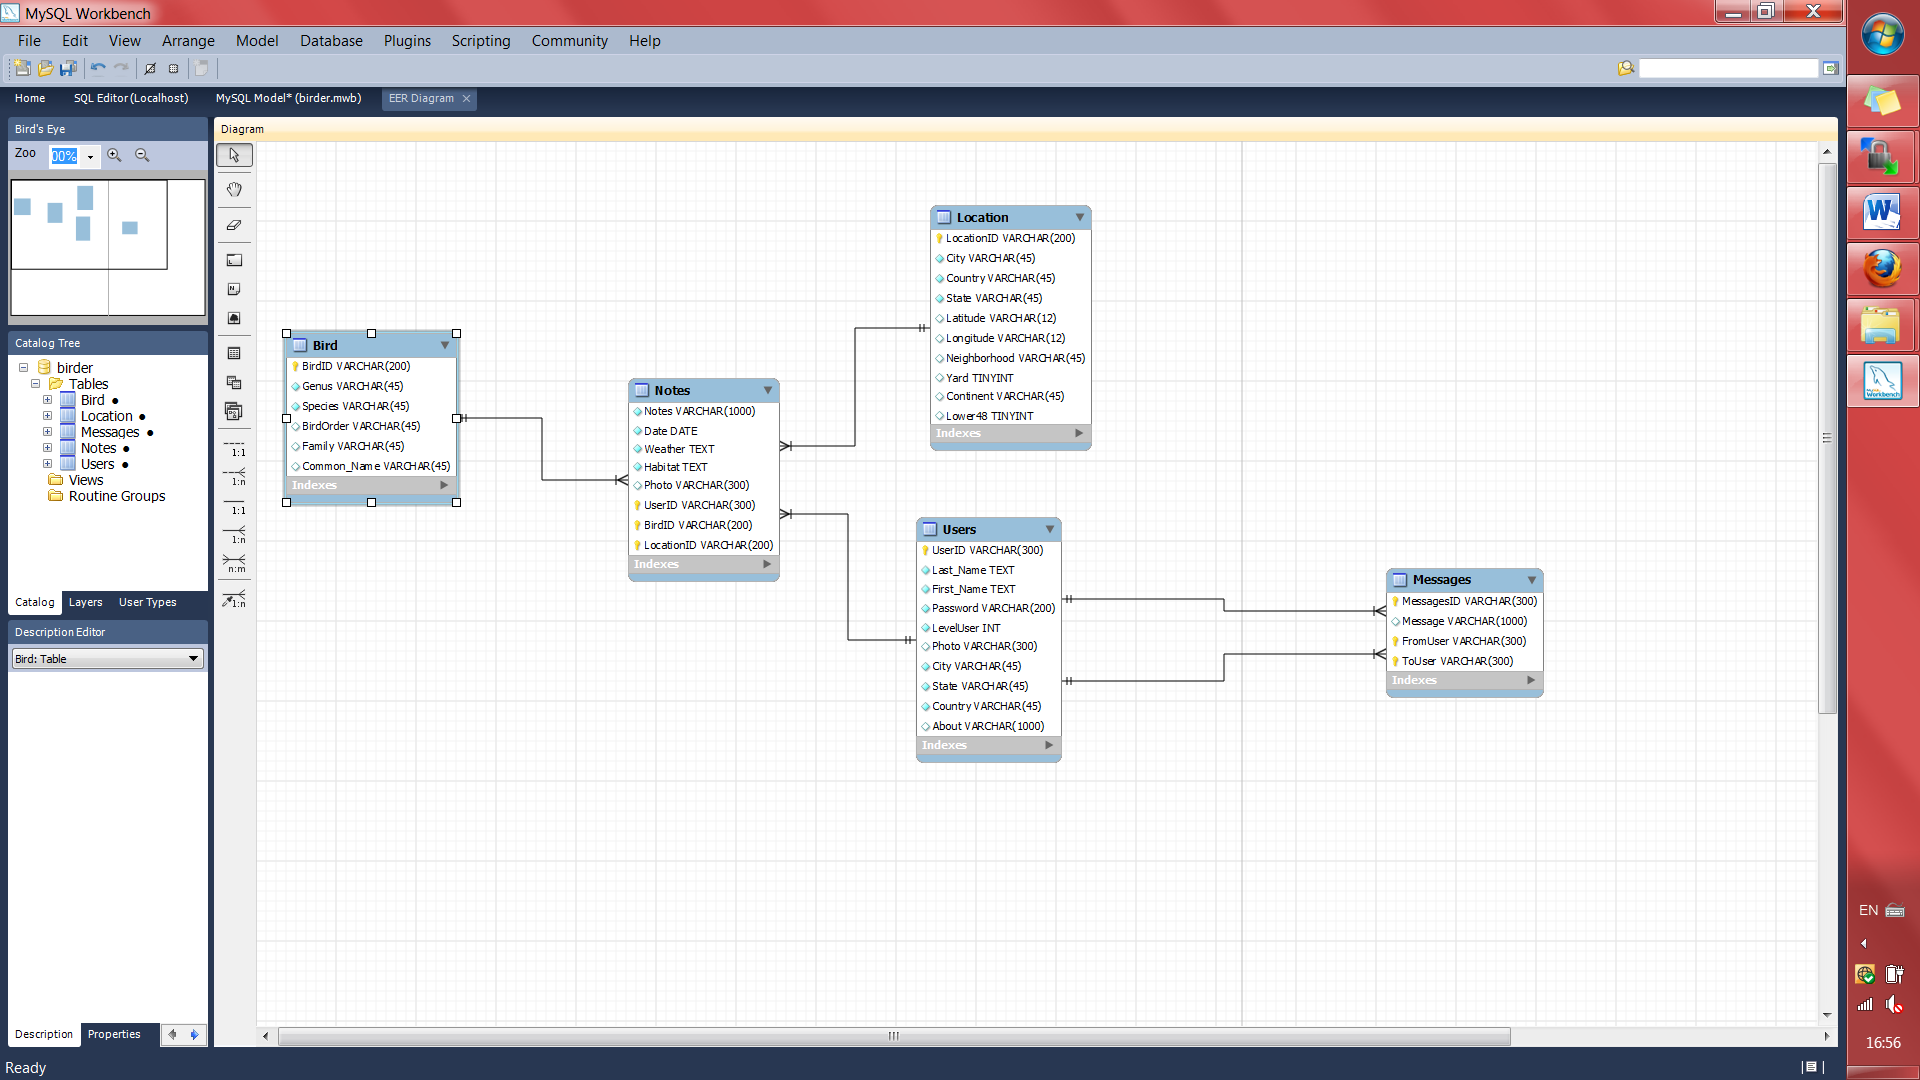 MySQL Workbench
File Edit View Arrange Model Database Plugins Scripting Community Help
Home SQL Editor (Localhost) MySQL Model* (birder.mwb) EER Diagram
Bird's Eye
Zoo 00%
Catalog Tree
birder
Tables
Bird
Location
Messages
Notes
Users
Views
Routine Groups
Catalog Layers User Types
Description Editor
Bird: Table
Description Properties
Ready
Diagram
1:1
1:n
1:1
1:n
n:m
1:n
Bird
BirdID VARCHAR(200)
Genus VARCHAR(45)
Species VARCHAR(45)
BirdOrder VARCHAR(45)
Family VARCHAR(45)
Common_Name VARCHAR(45)
Indexes
Notes
Notes VARCHAR(1000)
Date DATE
Weather TEXT
Habitat TEXT
Photo VARCHAR(300)
UserID VARCHAR(300)
BirdID VARCHAR(200)
LocationID VARCHAR(200)
Indexes
Location
LocationID VARCHAR(200)
City VARCHAR(45)
Country VARCHAR(45)
State VARCHAR(45)
Latitude VARCHAR(12)
Longitude VARCHAR(12)
Neighborhood VARCHAR(45)
Yard TINYINT
Continent VARCHAR(45)
Lower48 TINYINT
Indexes
Users
UserID VARCHAR(300)
Last_Name TEXT
First_Name TEXT
Password VARCHAR(200)
LevelUser INT
Photo VARCHAR(300)
City VARCHAR(45)
State VARCHAR(45)
Country VARCHAR(45)
About VARCHAR(1000)
Indexes
Messages
MessagesID VARCHAR(300)
Message VARCHAR(1000)
FromUser VARCHAR(300)
ToUser VARCHAR(300)
Indexes
W
MySQL
Workbench
EN
16:56